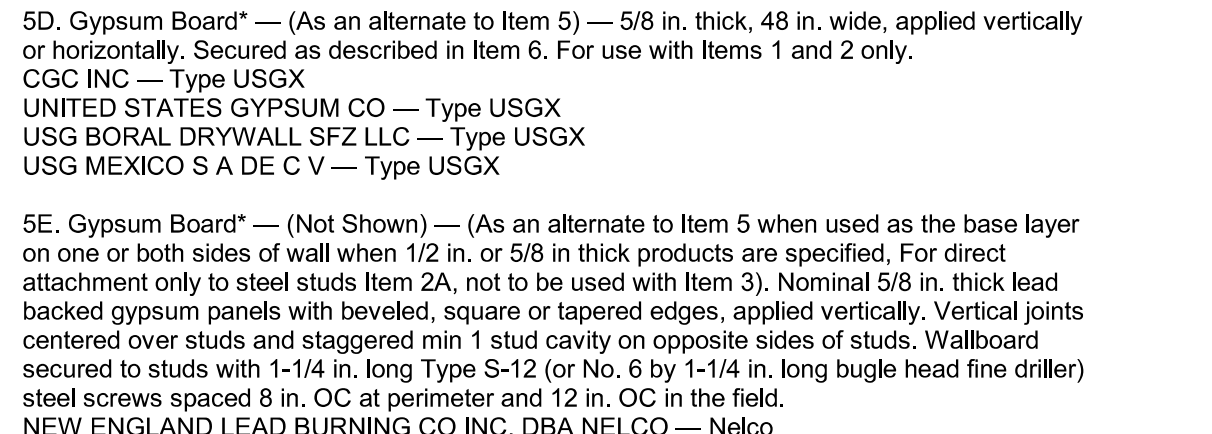 5D. Gypsum Board* — (As an alternate to Item 5) — 5/8 in. thick, 48 in. wide, applied vertically
or horizontally. Secured as described in Item 6. For use with Items 1 and 2 only.
CGC INC — Type USGX
UNITED STATES GYPSUM CO — Type USGX
USG BORAL DRYWALL SFZ LLC — Type USGX
USG MEXICO S A DE C V — Type USGX
5E. Gypsum Board* — (Not Shown) — (As an alternate to Item 5 when used as the base layer
on one or both sides of wall when 1/2 in. or 5/8 in thick products are specified, For direct
attachment only to steel studs Item 2A, not to be used with Item 3). Nominal 5/8 in. thick lead
backed gypsum panels with beveled, square or tapered edges, applied vertically. Vertical joints
centered over studs and staggered min 1 stud cavity on opposite sides of studs. Wallboard
secured to studs with 1-1/4 in. long Type S-12 (or No. 6 by 1-1/4 in. long bugle head fine driller)
steel screws spaced 8 in. OC at perimeter and 12 in. OC in the field.
NEW ENGLAND LEAD BURNING CO INC, DBA NELCO — Nelco